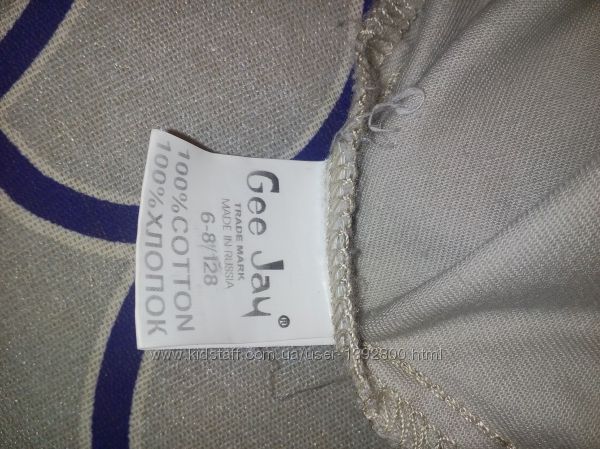 Gee Jay ®
TRADE MARK
MADE IN RUSSIA
6-8/128
100%COTTON
100%ХЛОПОК
www.kidstaff.com.ua/user-1392800.html